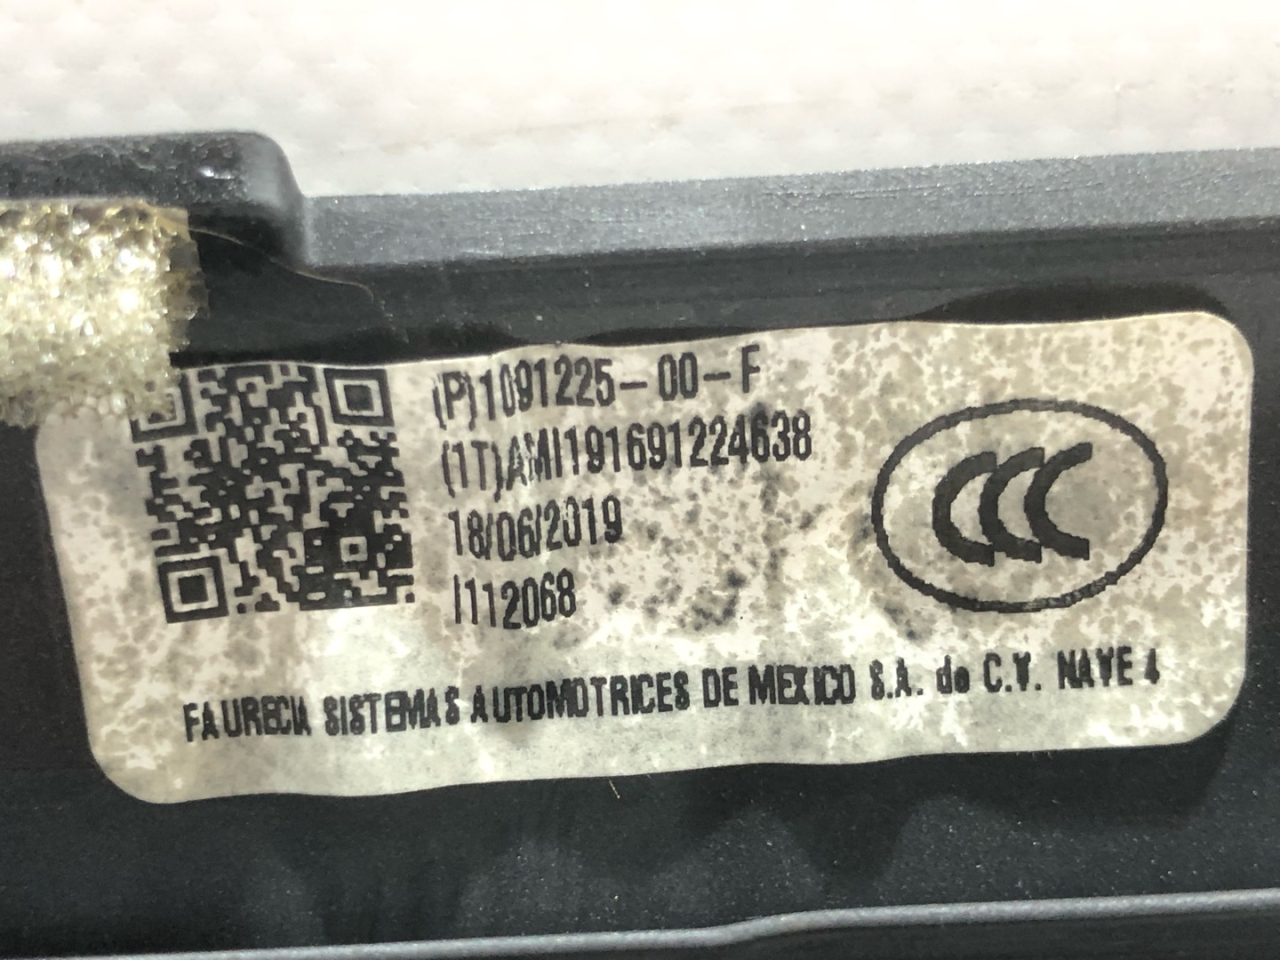 (P)1091225-00-F
(1T)AMI191691224638
18/06/2019
I112068
CCC
FAURECIA SISTEMAS AUTOMOTRICES DE MEXICO S.A. de C.V. NAVE 4